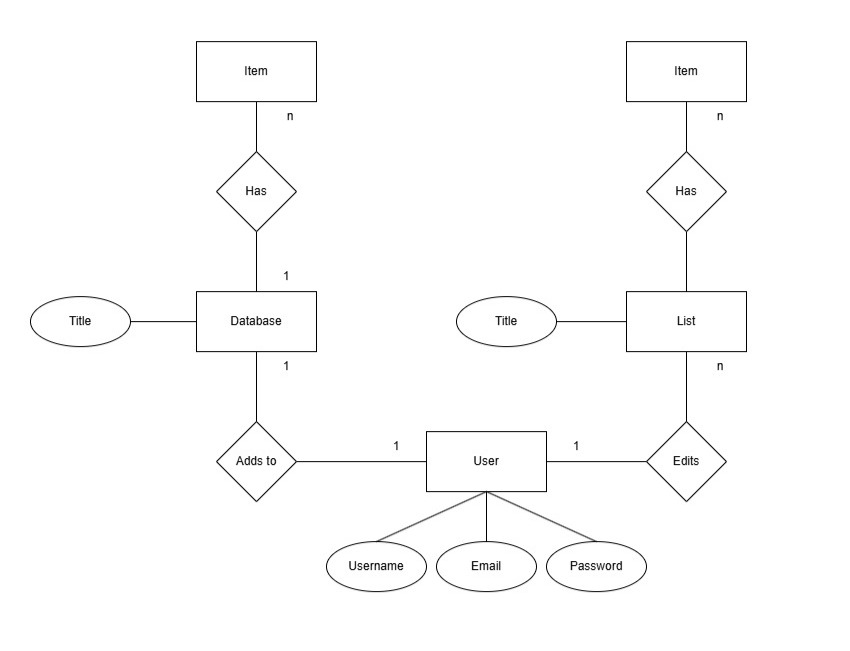 Item
Item
n
n
Has
Has
1
Title
Database
Title
List
1
n
1
1
Adds to
User
Edits
Username
Email
Password